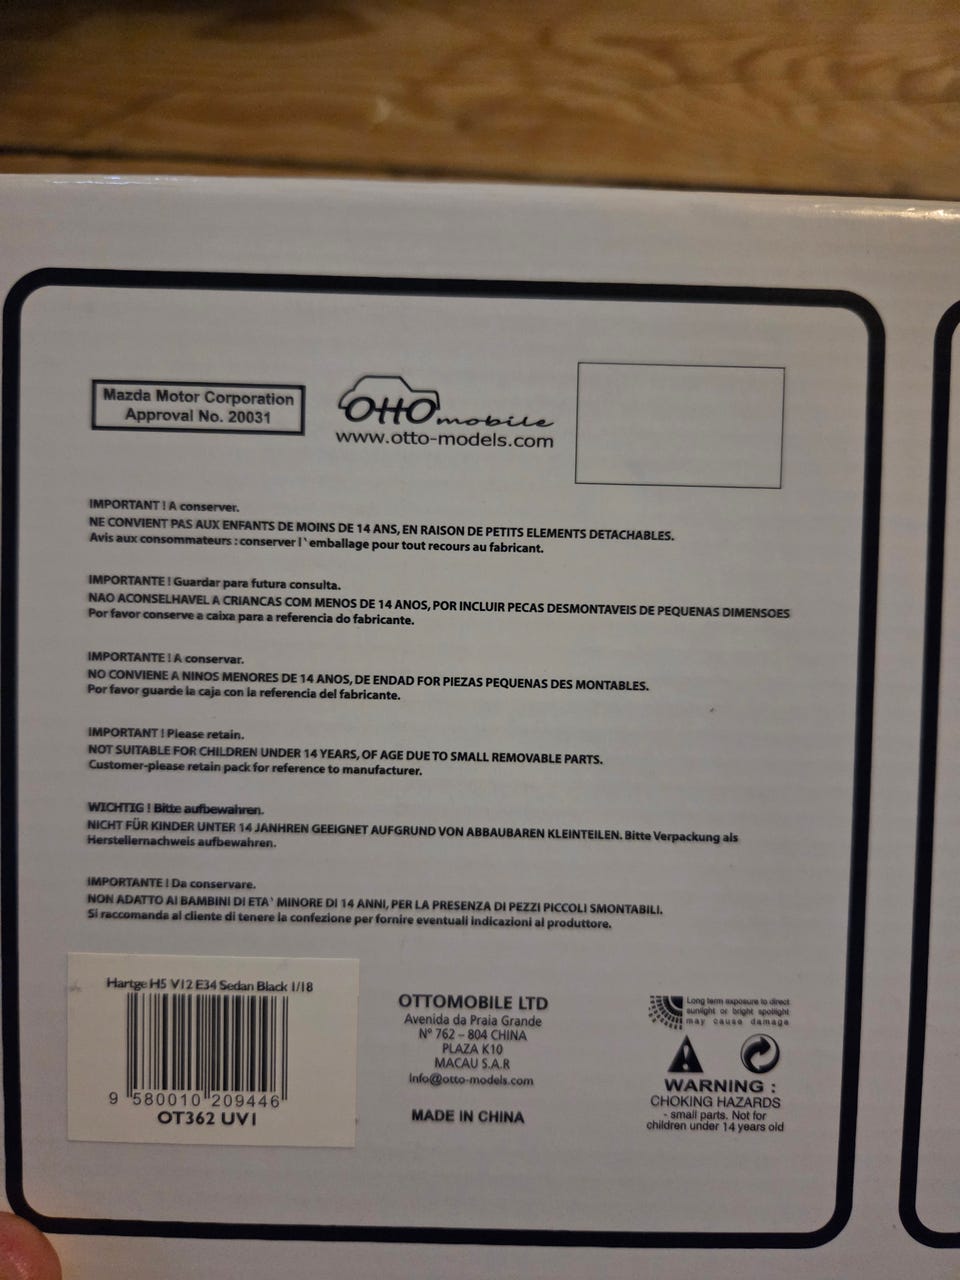 Mazda Motor Corporation
Approval No. 20031
OTTOmobile
www.otto-models.com
IMPORTANT ! A conserver.
NE CONVIENT PAS AUX ENFANTS DE MOINS DE 14 ANS, EN RAISON DE PETITS ELEMENTS DETACHABLES.
Avis aux consommateurs : conserver l`emballage pour tout recours au fabricant.
IMPORTANTE ! Guardar para futura consulta.
NAO ACONSELHAVEL A CRIANCAS COM MENOS DE 14 ANOS, POR INCLUIR PECAS DESMONTAVEIS DE PEQUENAS DIMENSOES
Por favor conserve a caixa para a referencia do fabricante.
IMPORTANTE ! A conservar.
NO CONVIENE A NINOS MENORES DE 14 ANOS, DE ENDAD FOR PIEZAS PEQUENAS DES MONTABLES.
Por favor guarde la caja con la referencia del fabricante.
IMPORTANT ! Please retain.
NOT SUITABLE FOR CHILDREN UNDER 14 YEARS, OF AGE DUE TO SMALL REMOVABLE PARTS.
Customer-please retain pack for reference to manufacturer.
WICHTIG ! Bitte aufbewahren.
NICHT FÜR KINDER UNTER 14 JANHREN GEEIGNET AUFGRUND VON ABBAUBAREN KLEINTEILEN. Bitte Verpackung als
Herstellernachweis aufbewahren.
IMPORTANTE ! Da conservare.
NON ADATTO AI BAMBINI DI ETA' MINORE DI 14 ANNI, PER LA PRESENZA DI PEZZI PICCOLI SMONTABILI.
Si raccomanda al cliente di tenere la confezione per fornire eventuali indicazioni al produttore.
Hartge H5 V12 E34 Sedan Black 1/18
9 580010 209446
OT362 UV1
OTTOMOBILE LTD
Avenida da Praia Grande
Nº 762 – 804 CHINA
PLAZA K10
MACAU S.A.R
Info@otto-models.com
MADE IN CHINA
Long term exposure to direct
sunlight or bright spotlight
may cause damage
WARNING :
CHOKING HAZARDS
- small parts. Not for
children under 14 years old